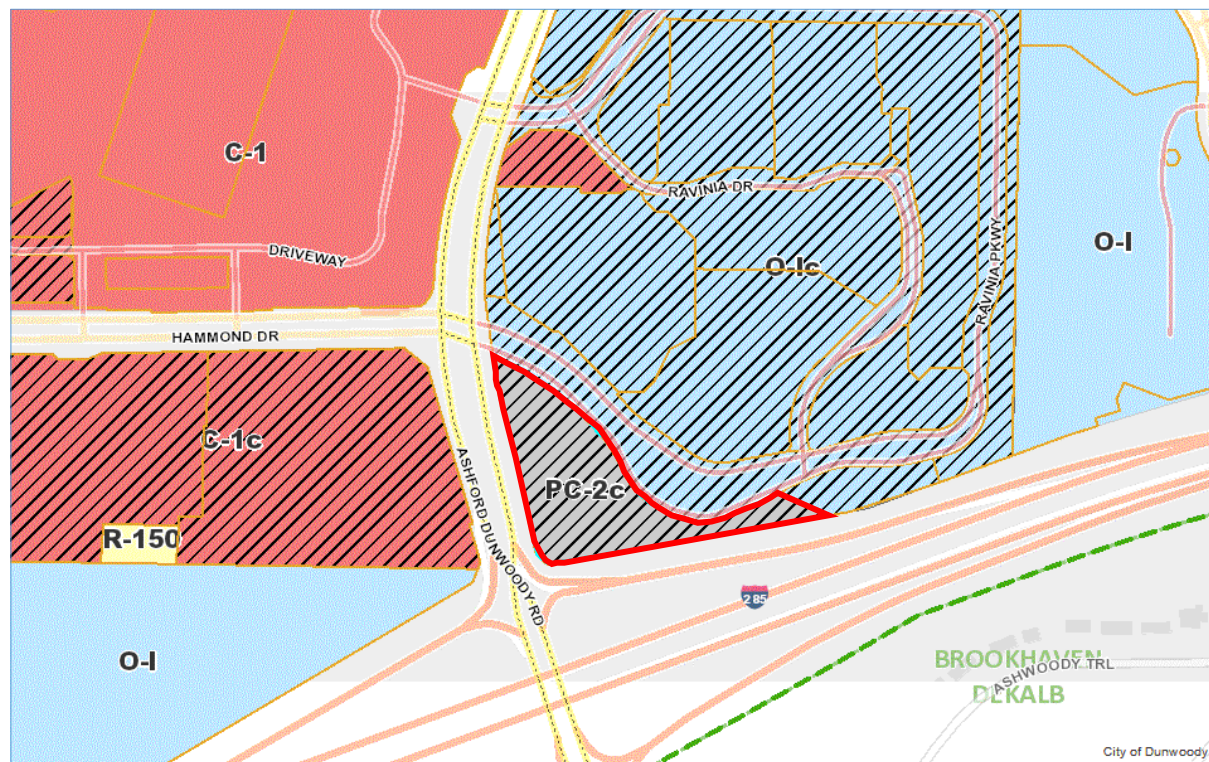 C-1
RAVINIA DR
DRIVEWAY
O-Ic
O-I
RAVINIA PKWY
HAMMOND DR
C-1c
PC-2c
ASHFORD DUNWOODY RD
R-150
285
O-I
BROOKHAVEN
ASHWOODY TRL
DEKALB
City of Dunwoody